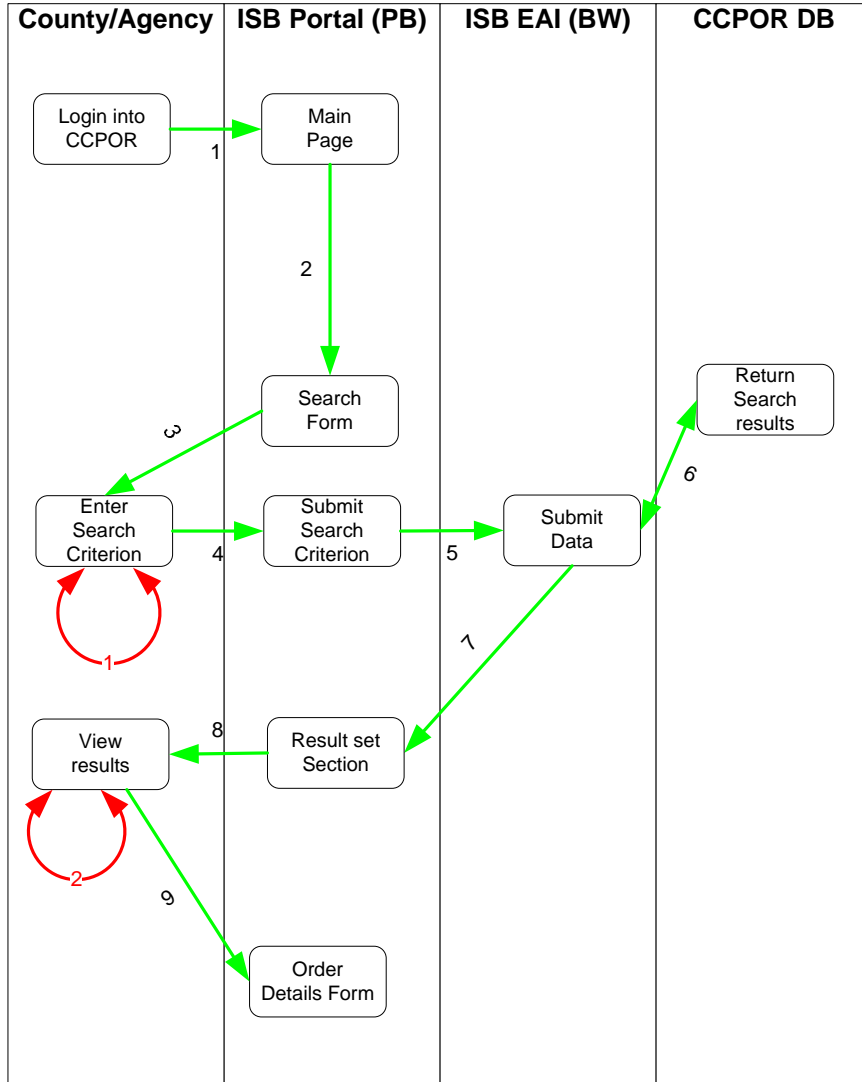 County/Agency
ISB Portal (PB)
ISB EAI (BW)
CCPOR DB
Login into
CCPOR
1
Main
Page
2
Search
Form
Return
Search
results
3
6
Enter
Search
Criterion
4
Submit
Search
Criterion
5
Submit
Data
1
7
View
results
8
Result set
Section
2
9
Order
Details Form